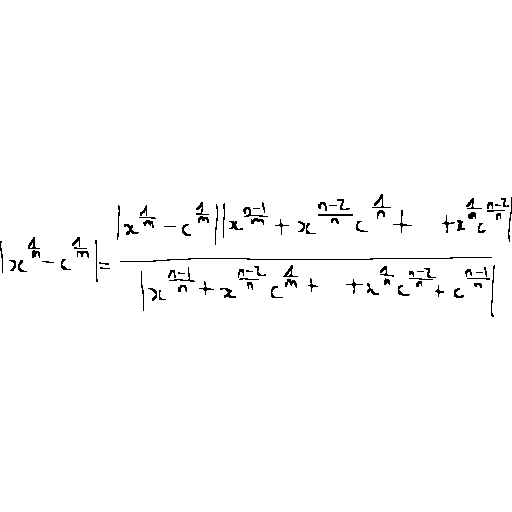 |x^{\frac{1}{n}} - c^{\frac{1}{m}}| = \frac{|x^{\frac{1}{m}} - c^{\frac{1}{m}}| |x^{\frac{n-1}{m}} + x^{\frac{n-2}{n}} c^{\frac{1}{n}} + \quad + x^{\frac{1}{n}} c^{\frac{n-2}{n}}|}{|x^{\frac{n-1}{n}} + x^{\frac{n-2}{n}} c^{\frac{1}{m}} + \quad + x^{\frac{1}{n}} c^{\frac{n-2}{n}} + c^{\frac{n-1}{n}}|}